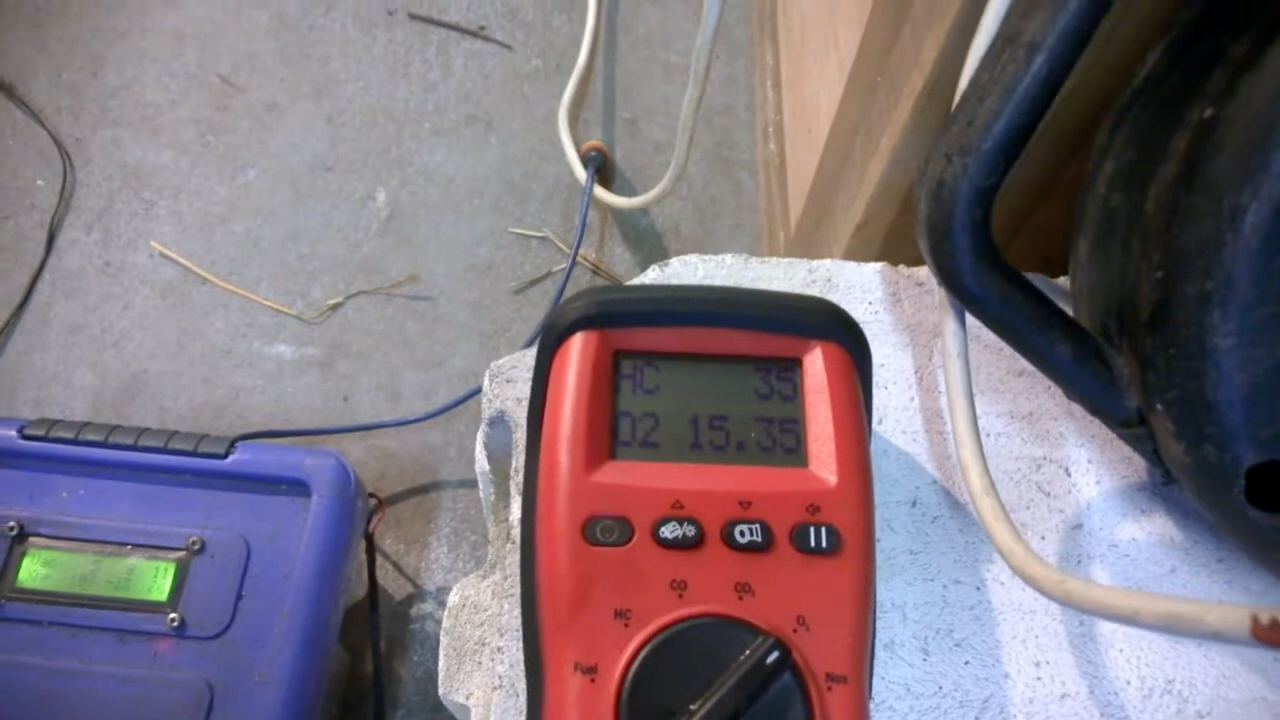 HC 35
O2 15.35
CO CO₂
HC O₂
Fuel Nox